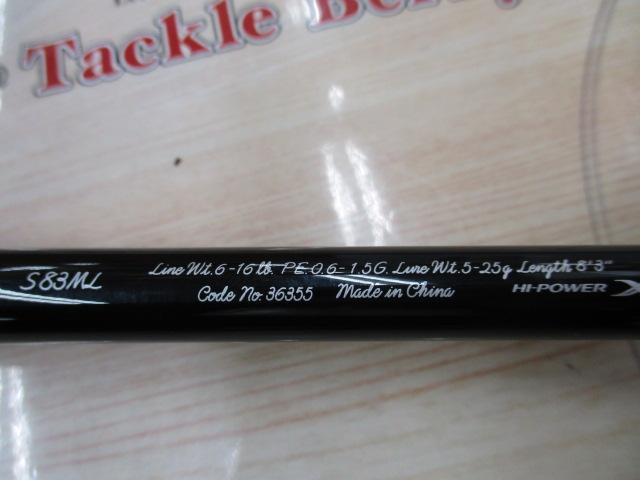 Tackle Berry
S83ML
Line Wt.6-16lb. PE 0.6-1.5G. Lure Wt.5-25g Length 8'3"
Code No. 36355 Made in China
HI-POWER X